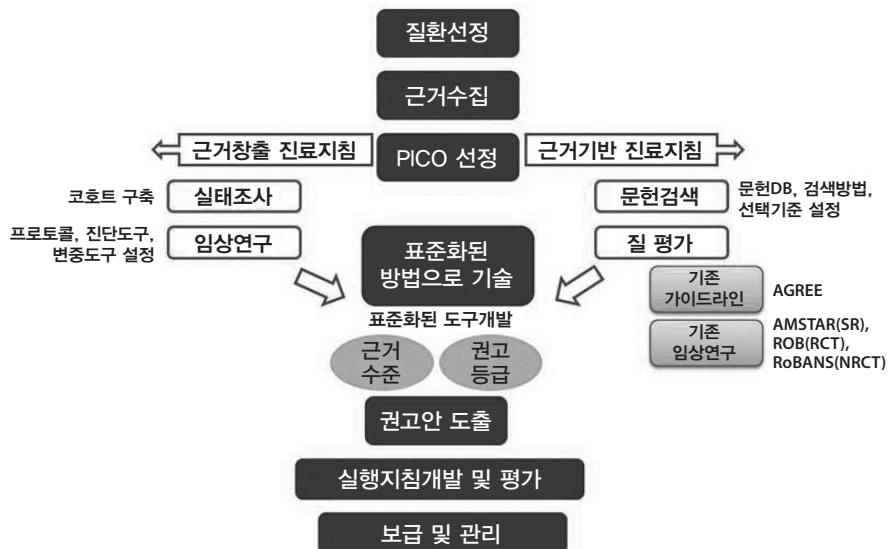 질환선정
근거수집
근거창출 진료지침
PICO 선정
근거기반 진료지침
코호트 구축
실태조사
문헌검색
문헌DB, 검색방법,
선택기준 설정
프로토콜, 진단도구,
변중도구 설정
임상연구
표준화된
방법으로 기술
질 평가
기존
가이드라인
AGREE
표준화된 도구개발
기존
임상연구
AMSTAR(SR),
ROB(RCT),
RoBANS(NRCT)
근거
수준
권고
등급
권고안 도출
실행지침개발 및 평가
보급 및 관리